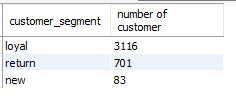 customer_segment number of customer
loyal 3116
return 701
new 83